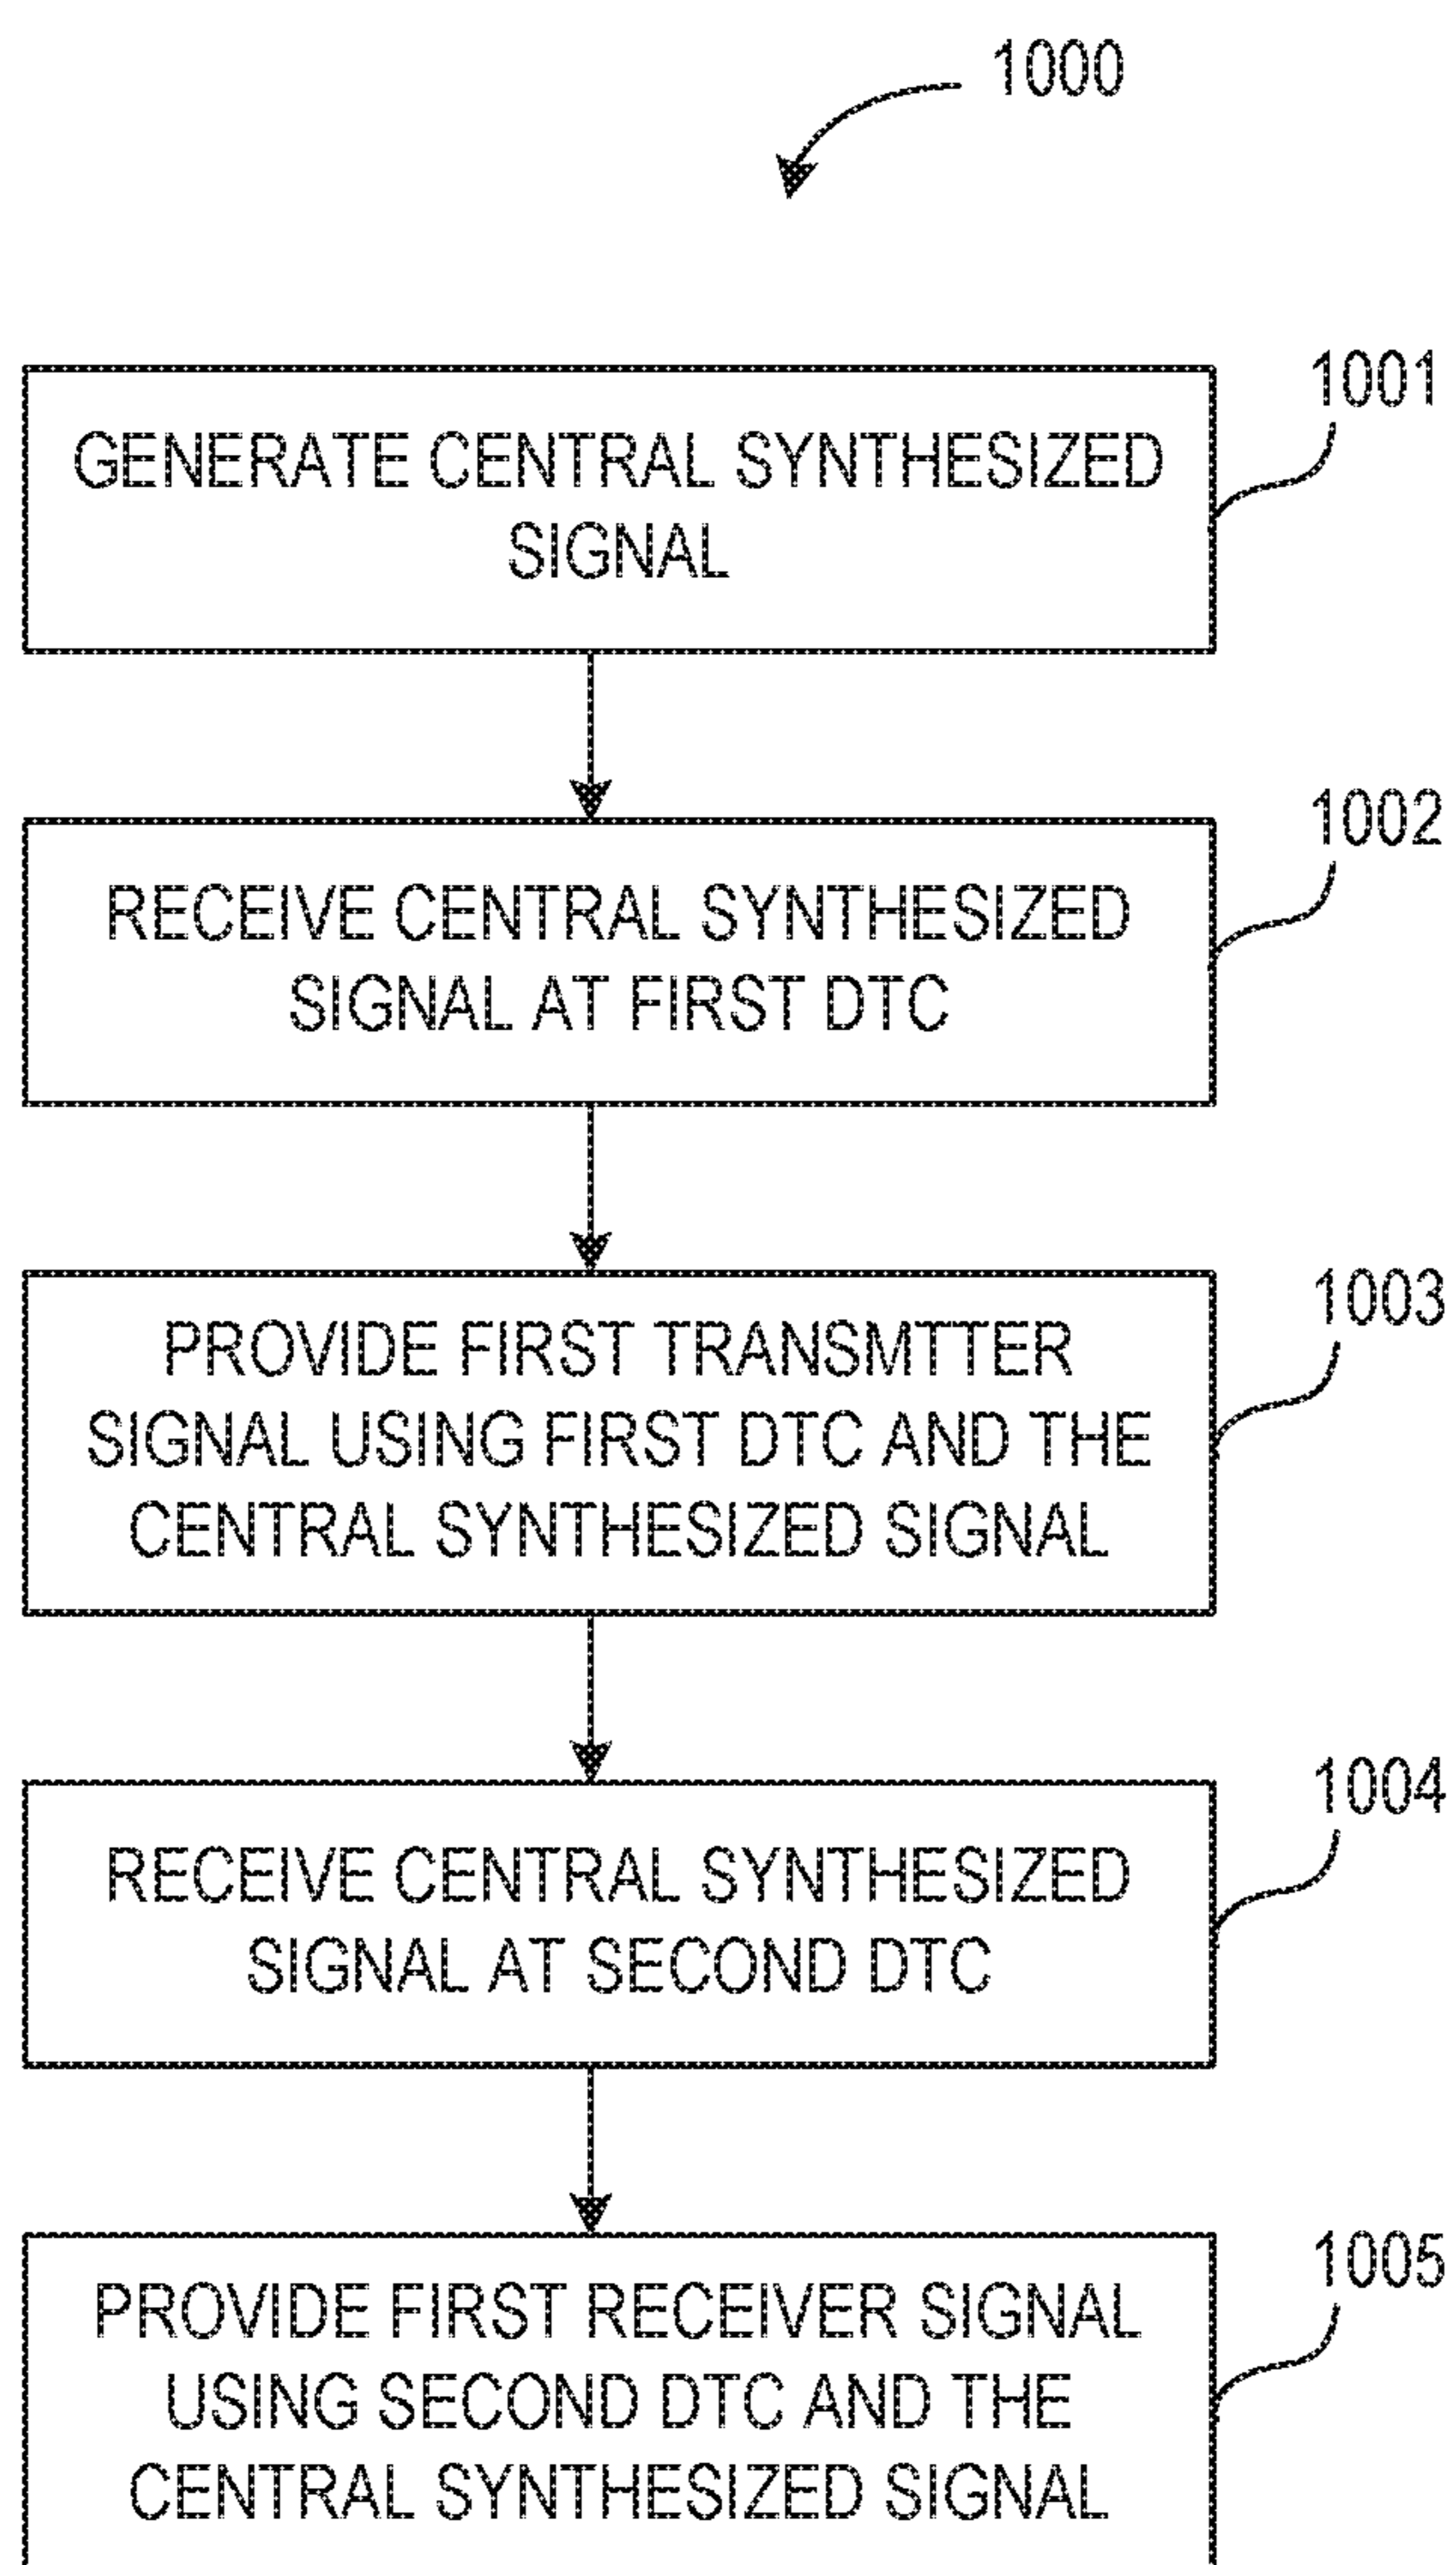 1000
1001
GENERATE CENTRAL SYNTHESIZED
SIGNAL
1002
RECEIVE CENTRAL SYNTHESIZED
SIGNAL AT FIRST DTC
1003
PROVIDE FIRST TRANSMTTER
SIGNAL USING FIRST DTC AND THE
CENTRAL SYNTHESIZED SIGNAL
1004
RECEIVE CENTRAL SYNTHESIZED
SIGNAL AT SECOND DTC
1005
PROVIDE FIRST RECEIVER SIGNAL
USING SECOND DTC AND THE
CENTRAL SYNTHESIZED SIGNAL